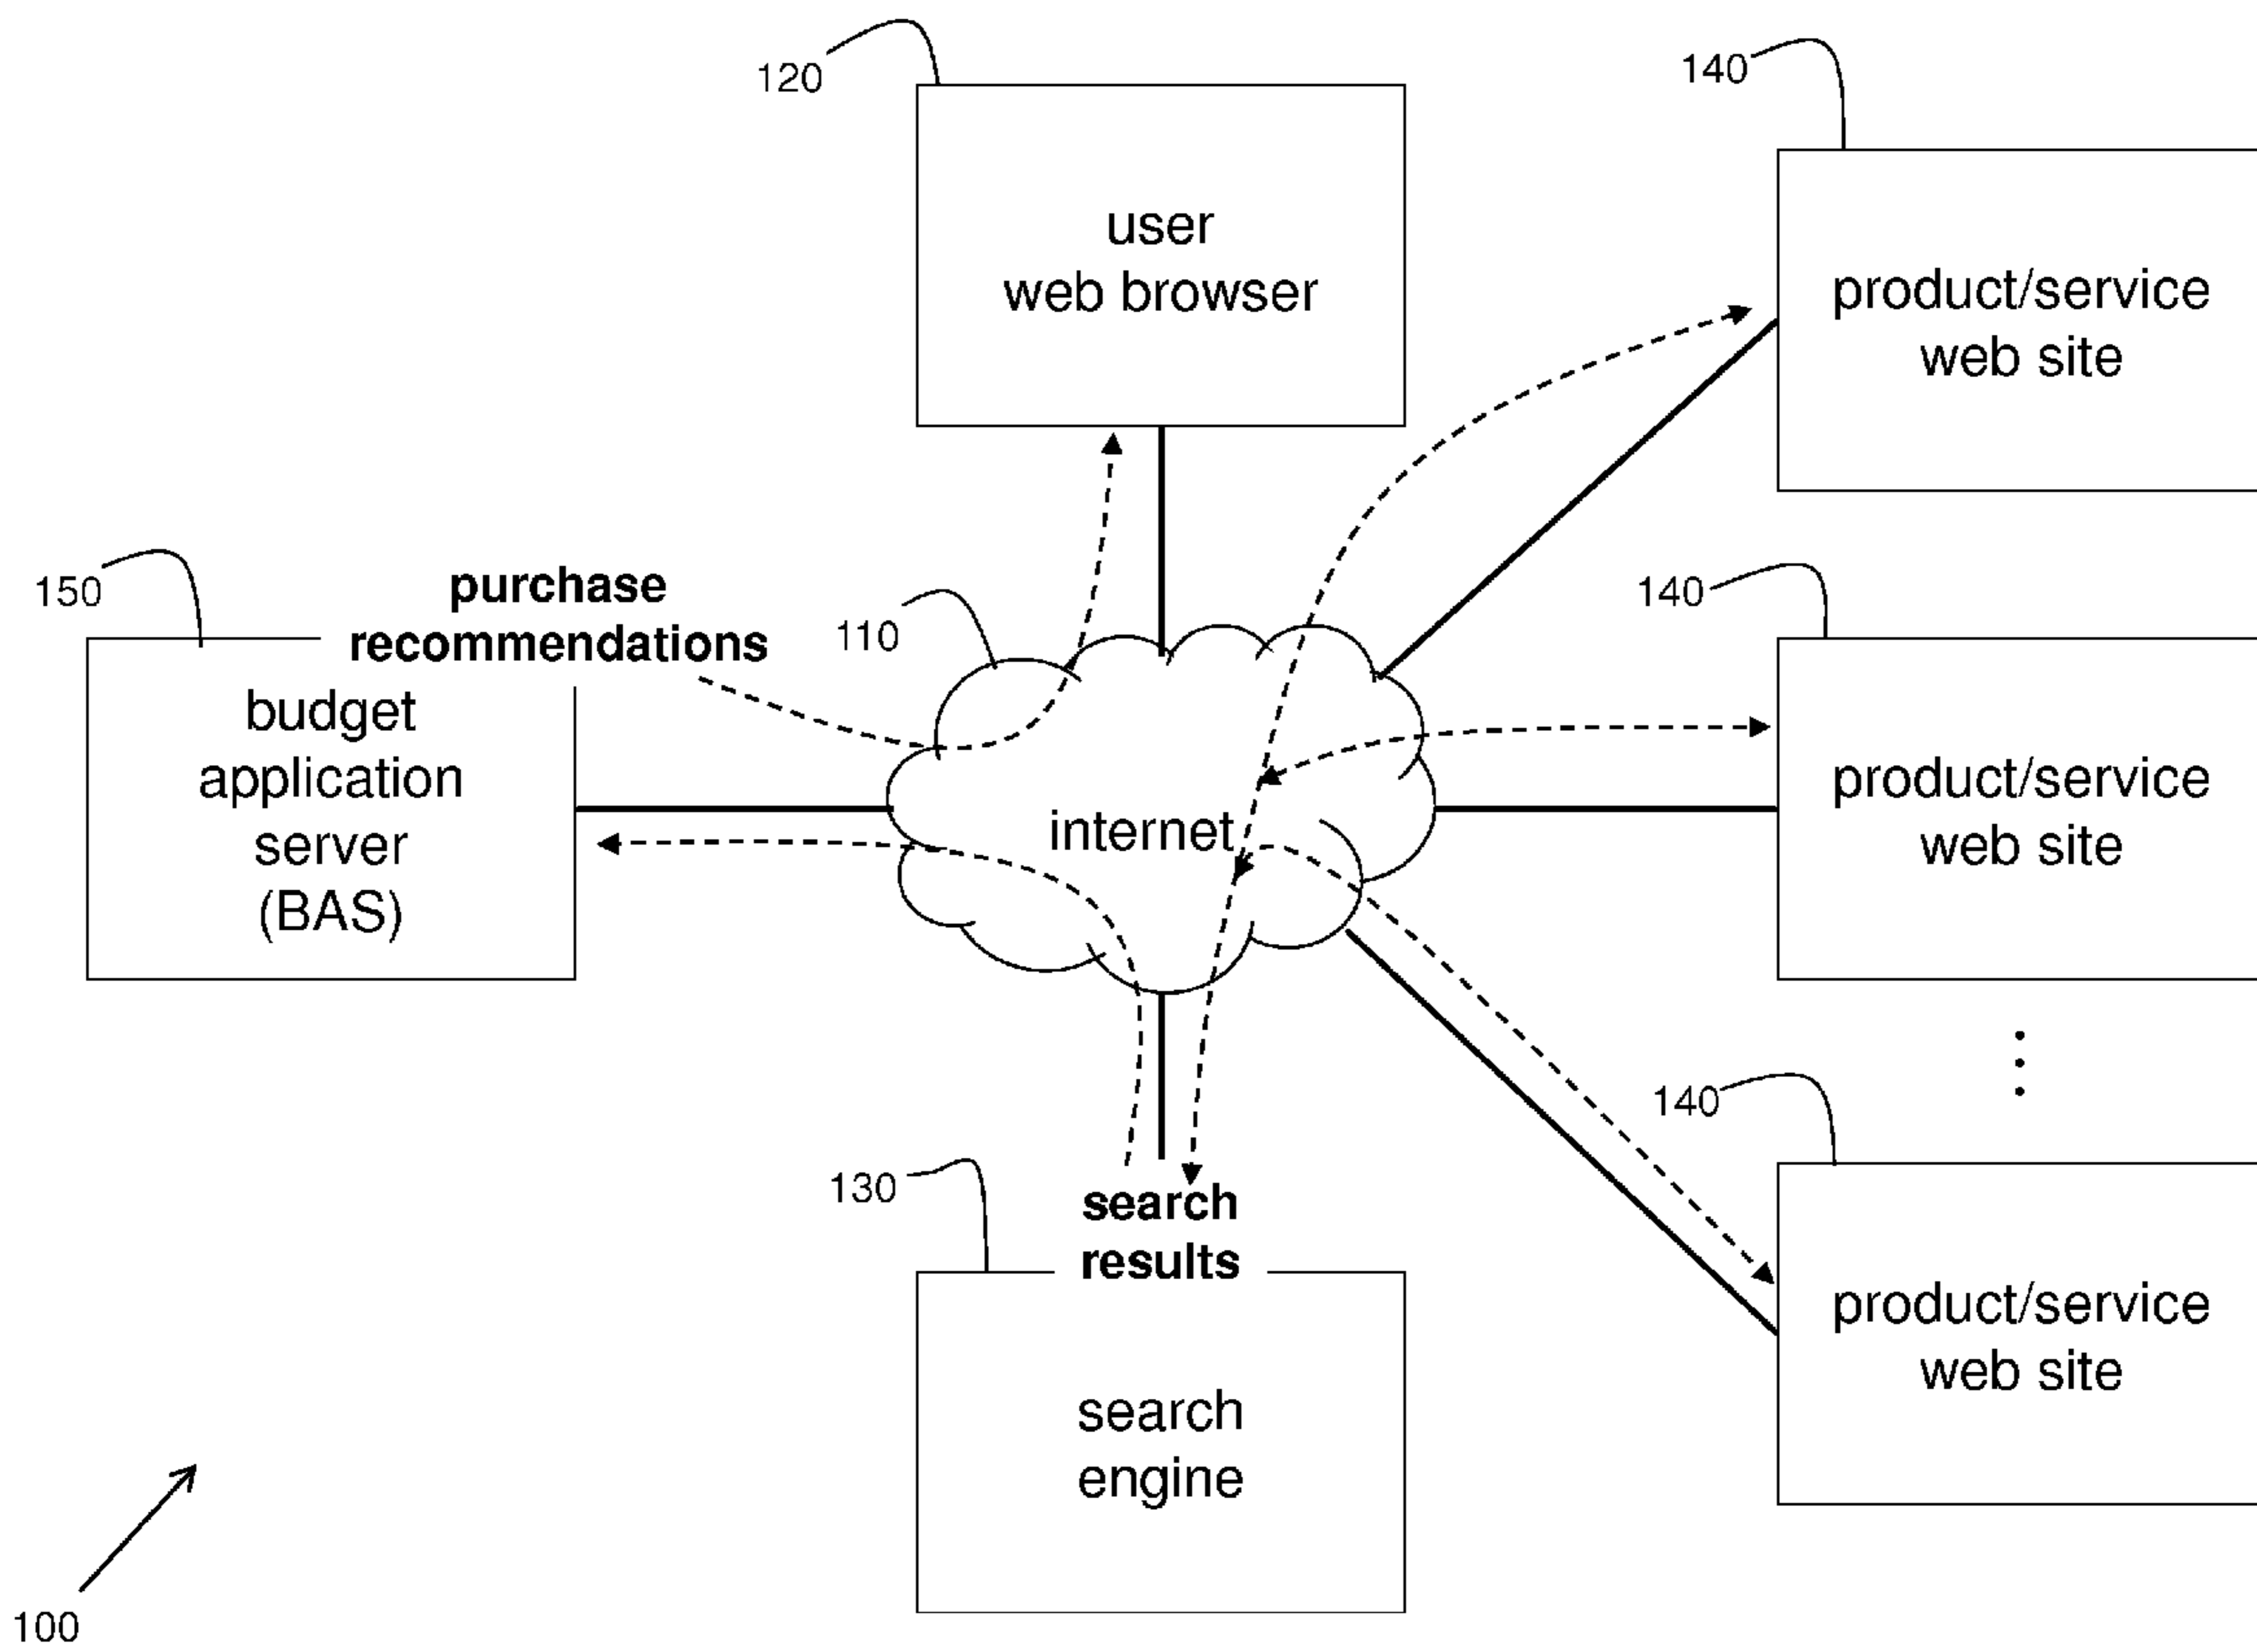 120
140
user
web browser
product/service
web site
150
purchase
recommendations
110
140
budget
application
server
(BAS)
internet
product/service
web site
140
130
search
results
product/service
web site
search
engine
100